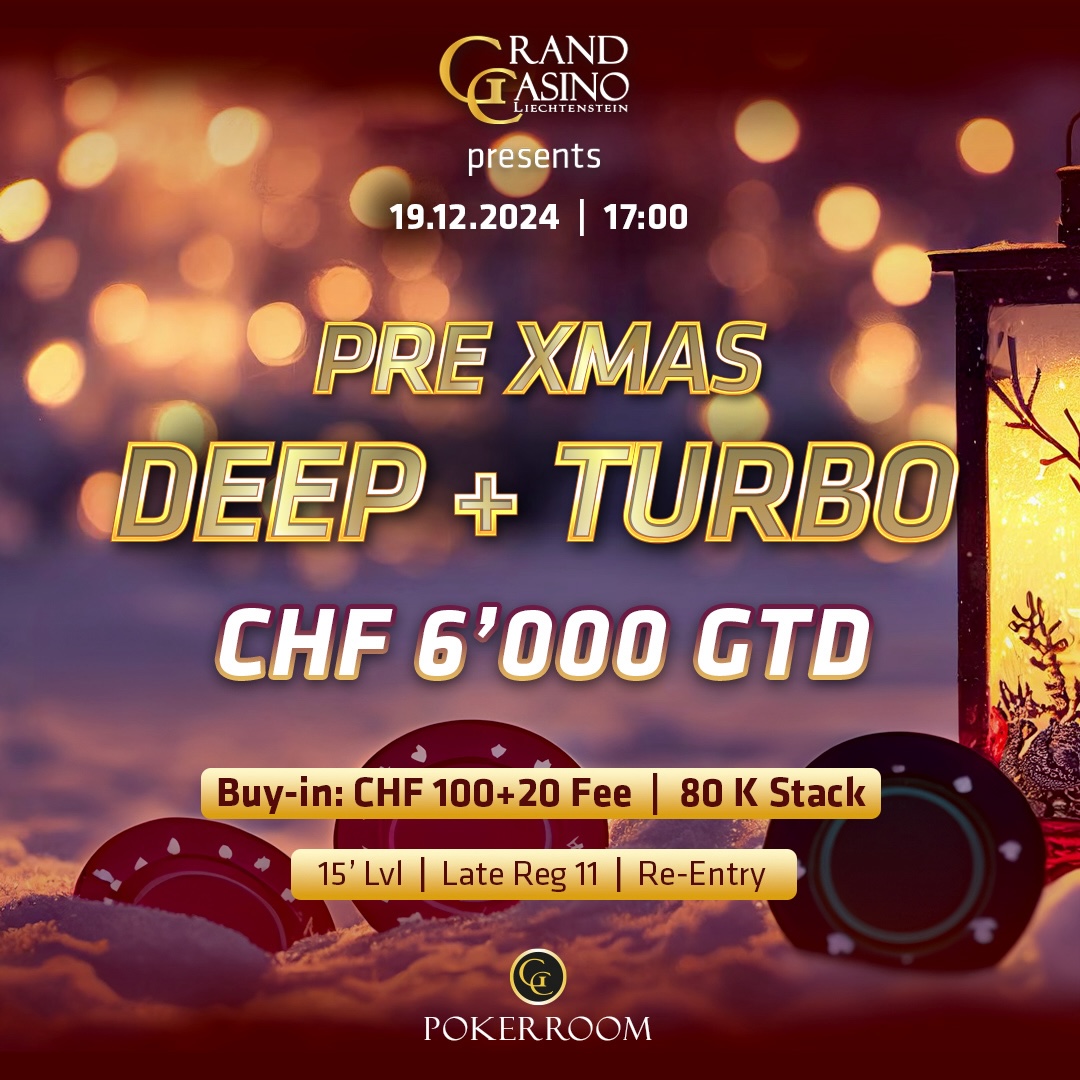 GRAND
CASINO
LIECHTENSTEIN
presents
19.12.2024 | 17:00
PRE XMAS
DEEP + TURBO
CHF 6’000 GTD
Buy-in: CHF 100+20 Fee | 80 K Stack
15’ Lvl | Late Reg 11 | Re-Entry
GC
POKERROOM